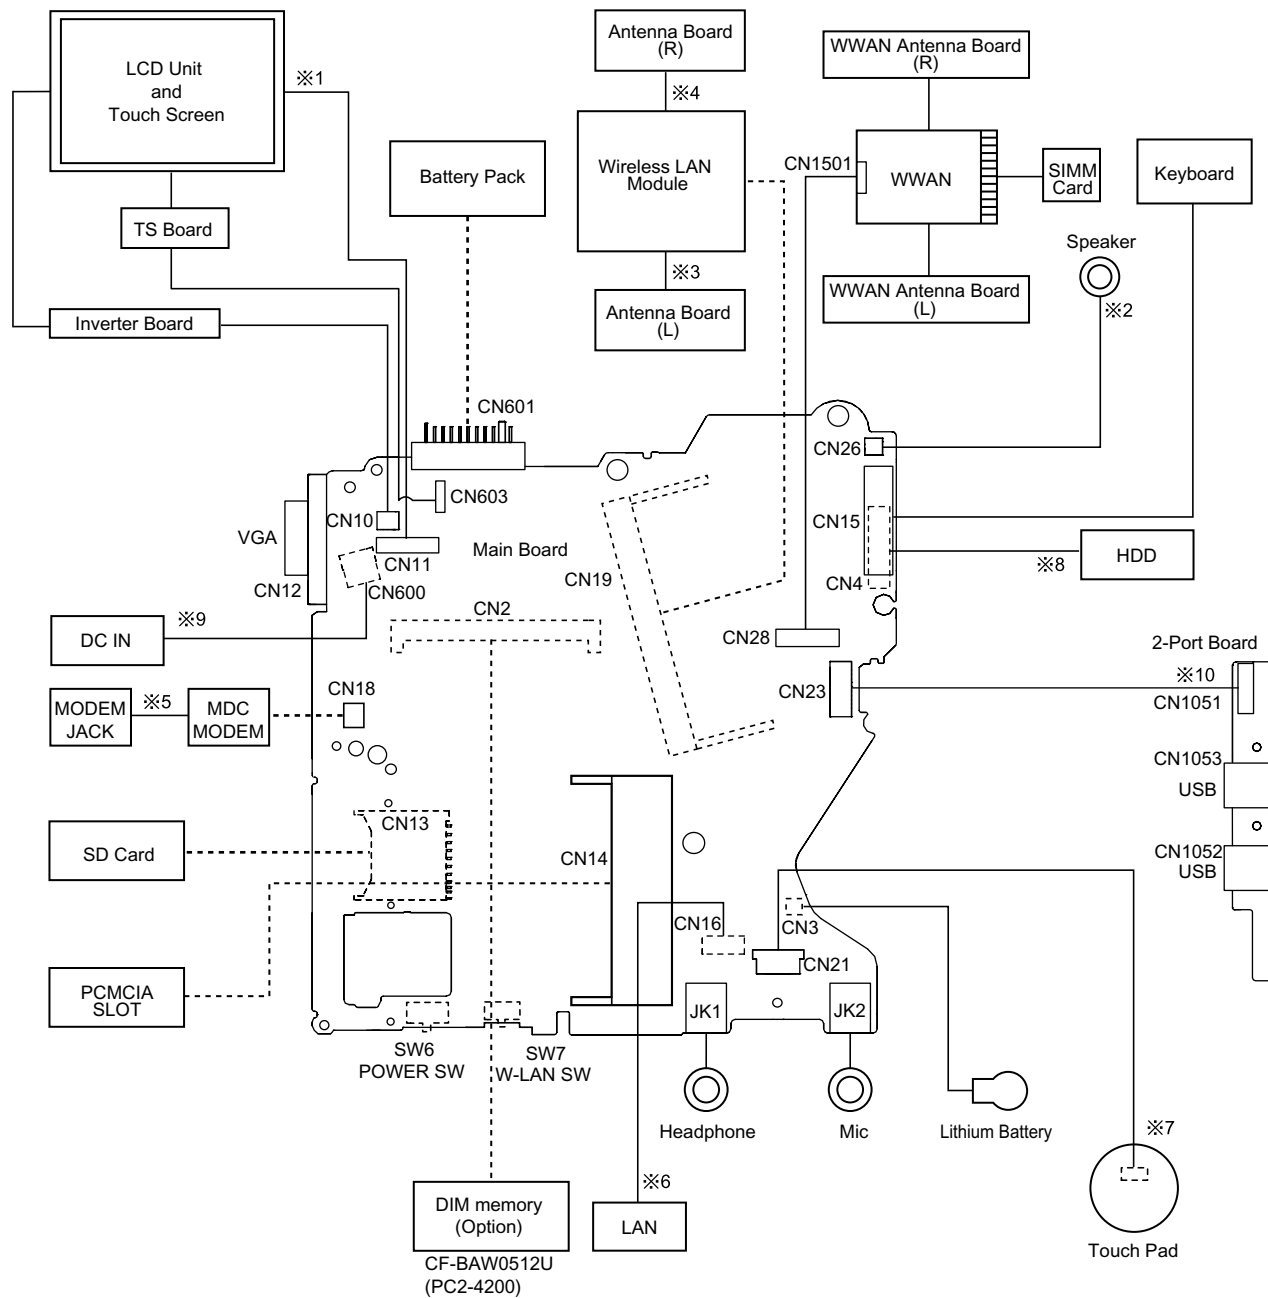 LCD Unit
and
Touch Screen
※1
Antenna Board
(R)
※4
Wireless LAN
Module
※3
Antenna Board
(L)
WWAN Antenna Board
(R)
CN1501
WWAN
SIMM
Card
WWAN Antenna Board
(L)
Keyboard
Speaker
※2
Battery Pack
TS Board
Inverter Board
CN601
CN603
CN10
VGA
CN11
CN12
CN600
Main Board
CN19
CN26
CN15
CN4
※8
HDD
DC IN
※9
CN2
CN28
CN23
2-Port Board
※10
CN1051
CN1053
USB
CN1052
USB
MODEM
JACK
※5
MDC
MODEM
CN18
SD Card
CN13
CN14
CN16
CN3
CN21
PCMCIA
SLOT
JK1
JK2
SW6
POWER SW
SW7
W-LAN SW
Headphone
Mic
Lithium Battery
※7
Touch Pad
※6
LAN
DIM memory
(Option)
CF-BAW0512U
(PC2-4200)